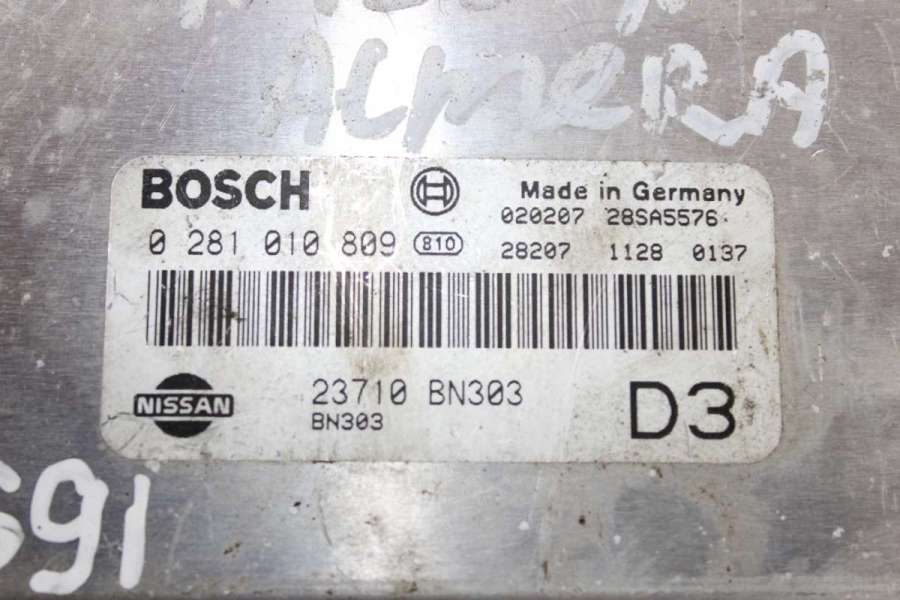 ALMERA
BOSCH
Made in Germany
020207 28SA5576
0 281 010 809 810
28207 1128 0137
NISSAN
23710 BN303
BN303
D3
691